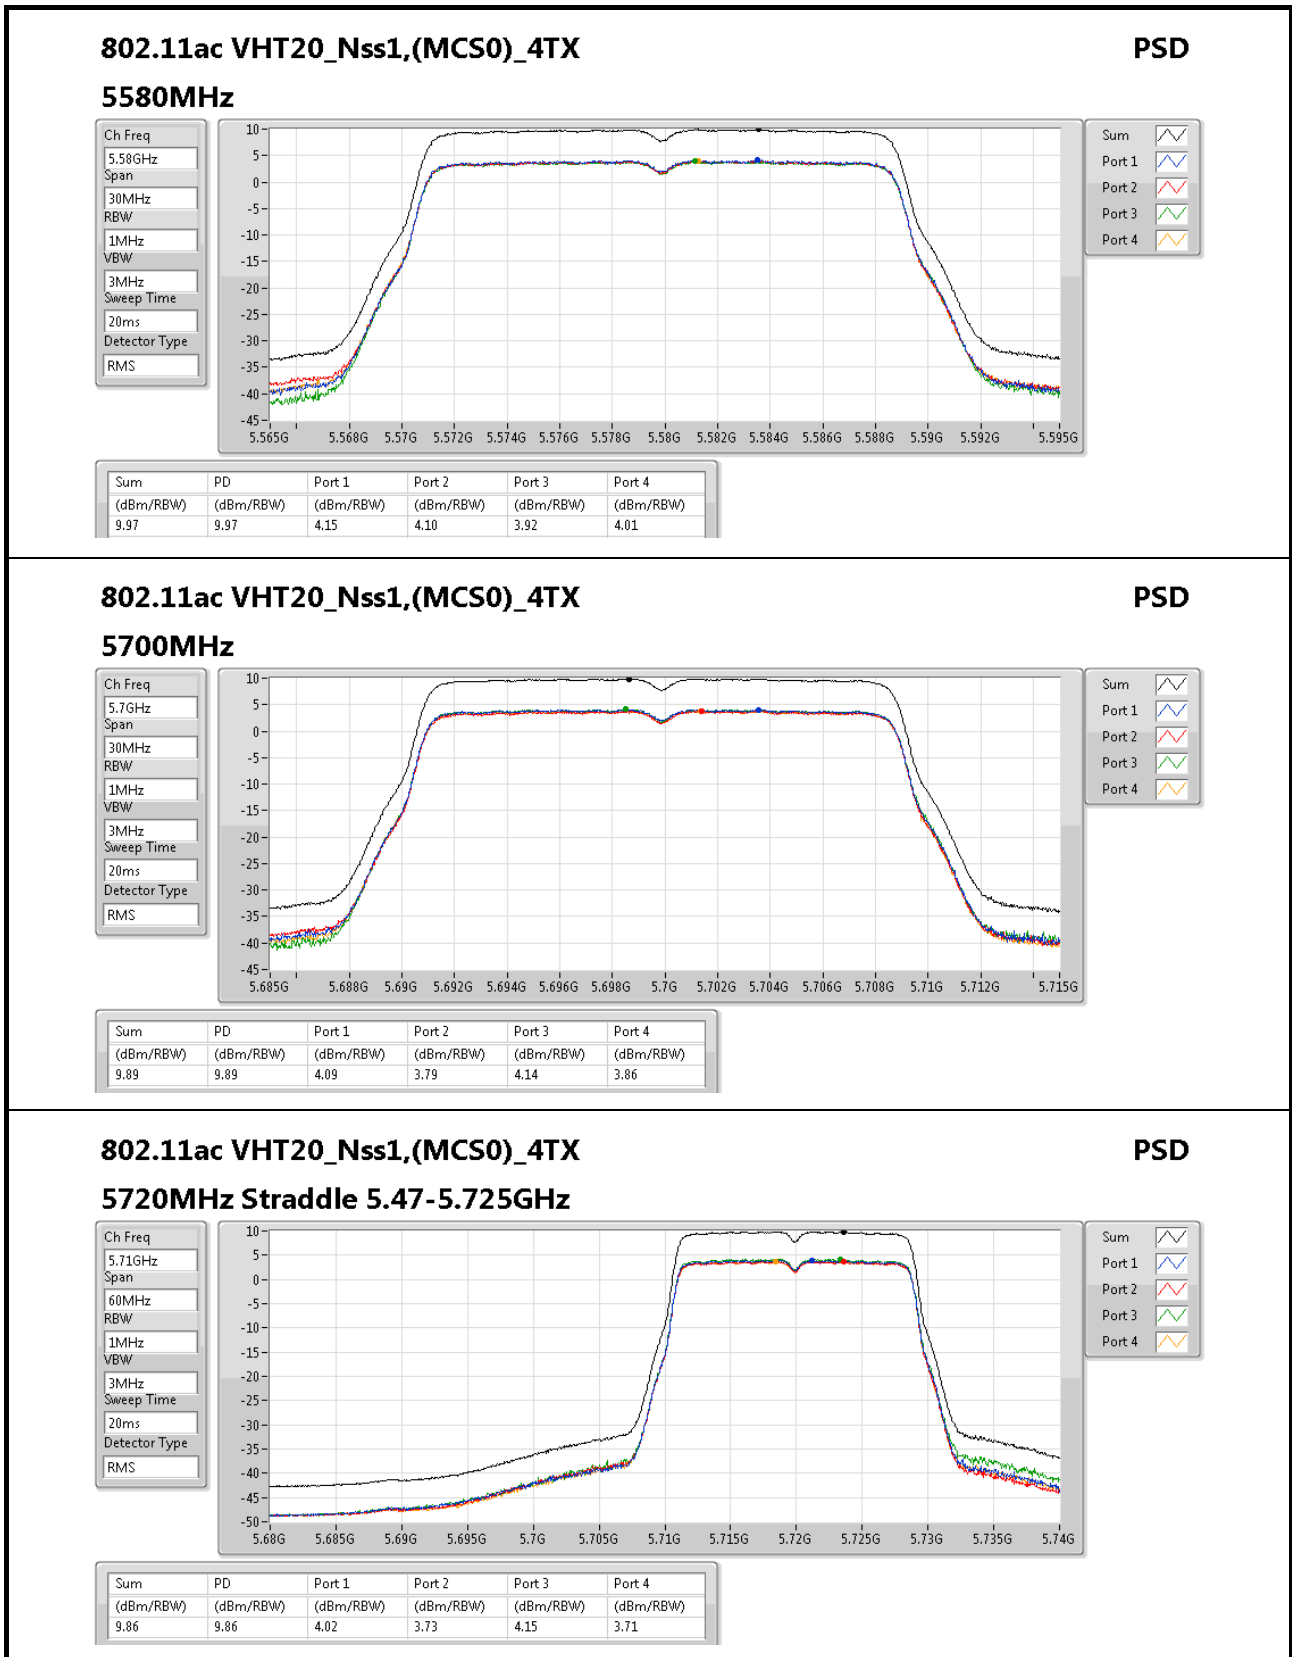 802.11ac VHT20_Nss1,(MCS0)_4TX PSD
5580MHz
Ch Freq
5.58GHz
Span
30MHz
RBW
1MHz
VBW
3MHz
Sweep Time
20ms
Detector Type
RMS
10
5
0
-5
-10
-15
-20
-25
-30
-35
-40
-45
5.565G 5.568G 5.57G 5.572G 5.574G 5.576G 5.578G 5.58G 5.582G 5.584G 5.586G 5.588G 5.59G 5.592G 5.595G
Sum
Port 1
Port 2
Port 3
Port 4
Sum PD Port 1 Port 2 Port 3 Port 4
(dBm/RBW) (dBm/RBW) (dBm/RBW) (dBm/RBW) (dBm/RBW) (dBm/RBW)
9.97 9.97 4.15 4.10 3.92 4.01
802.11ac VHT20_Nss1,(MCS0)_4TX PSD
5700MHz
Ch Freq
5.7GHz
Span
30MHz
RBW
1MHz
VBW
3MHz
Sweep Time
20ms
Detector Type
RMS
10
5
0
-5
-10
-15
-20
-25
-30
-35
-40
-45
5.685G 5.688G 5.69G 5.692G 5.694G 5.696G 5.698G 5.7G 5.702G 5.704G 5.706G 5.708G 5.71G 5.712G 5.715G
Sum
Port 1
Port 2
Port 3
Port 4
Sum PD Port 1 Port 2 Port 3 Port 4
(dBm/RBW) (dBm/RBW) (dBm/RBW) (dBm/RBW) (dBm/RBW) (dBm/RBW)
9.89 9.89 4.09 3.79 4.14 3.86
802.11ac VHT20_Nss1,(MCS0)_4TX PSD
5720MHz Straddle 5.47-5.725GHz
Ch Freq
5.71GHz
Span
60MHz
RBW
1MHz
VBW
3MHz
Sweep Time
20ms
Detector Type
RMS
10
5
0
-5
-10
-15
-20
-25
-30
-35
-40
-45
-50
5.68G 5.685G 5.69G 5.695G 5.7G 5.705G 5.71G 5.715G 5.72G 5.725G 5.73G 5.735G 5.74G
Sum
Port 1
Port 2
Port 3
Port 4
Sum PD Port 1 Port 2 Port 3 Port 4
(dBm/RBW) (dBm/RBW) (dBm/RBW) (dBm/RBW) (dBm/RBW) (dBm/RBW)
9.86 9.86 4.02 3.73 4.15 3.71